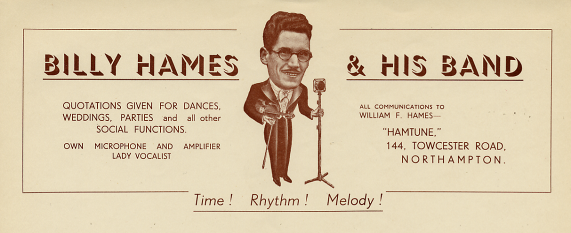 BILLY HAMES & HIS BAND
QUOTATIONS GIVEN FOR DANCES,
WEDDINGS, PARTIES and all other
SOCIAL FUNCTIONS.
OWN MICROPHONE AND AMPLIFIER
LADY VOCALIST
ALL COMMUNICATIONS TO
WILLIAM F. HAMES—
"HAMTUNE,"
144, TOWCESTER ROAD,
NORTHAMPTON.
Time! Rhythm! Melody!